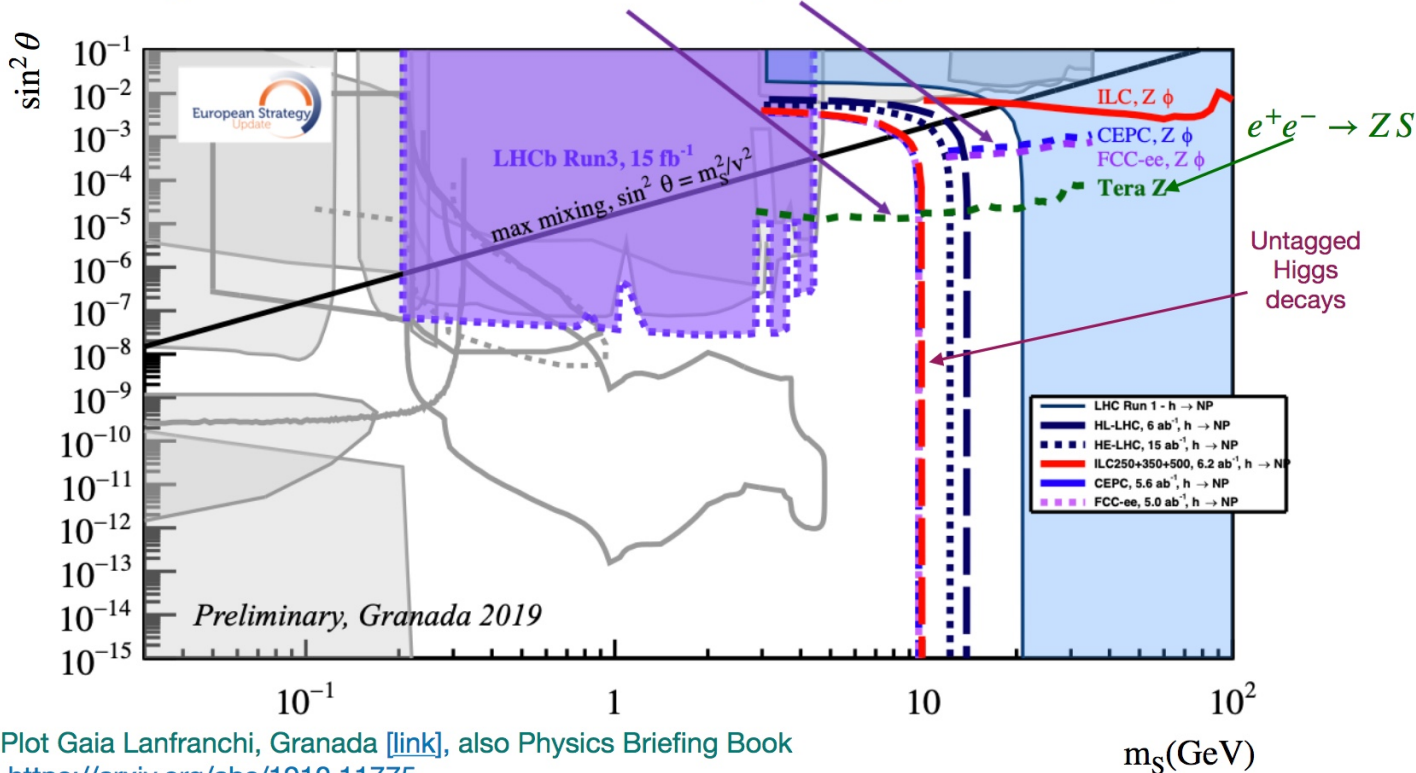 sin² θ
10⁻¹
10⁻²
10⁻³
10⁻⁴
10⁻⁵
10⁻⁶
10⁻⁷
10⁻⁸
10⁻⁹
10⁻¹⁰
10⁻¹¹
10⁻¹²
10⁻¹³
10⁻¹⁴
10⁻¹⁵
European Strategy
Update
LHCb Run3, 15 fb⁻¹
max mixing, sin² θ = m_S²/v²
ILC, Z ϕ
CEPC, Z ϕ
FCC-ee, Z ϕ
Tera Z
e⁺e⁻ → Z S
Untagged
Higgs
decays
LHC Run 1 - h → NP
HL-LHC, 6 ab⁻¹, h → NP
HE-LHC, 15 ab⁻¹, h → NP
ILC250+350+500, 6.2 ab⁻¹, h → NP
CEPC, 5.6 ab⁻¹, h → NP
FCC-ee, 5.0 ab⁻¹, h → NP
Preliminary, Granada 2019
10⁻¹ 1 10 10²
m_S(GeV)
Plot Gaia Lanfranchi, Granada [link], also Physics Briefing Book